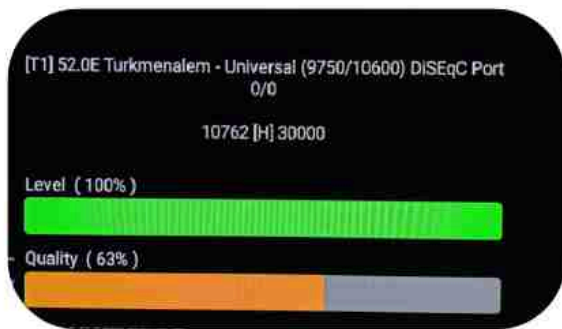 [T1] 52.0E Turkmenalem - Universal (9750/10600) DiSEqC Port
0/0
10762 [H] 30000
Level ( 100% )
Quality ( 63% )